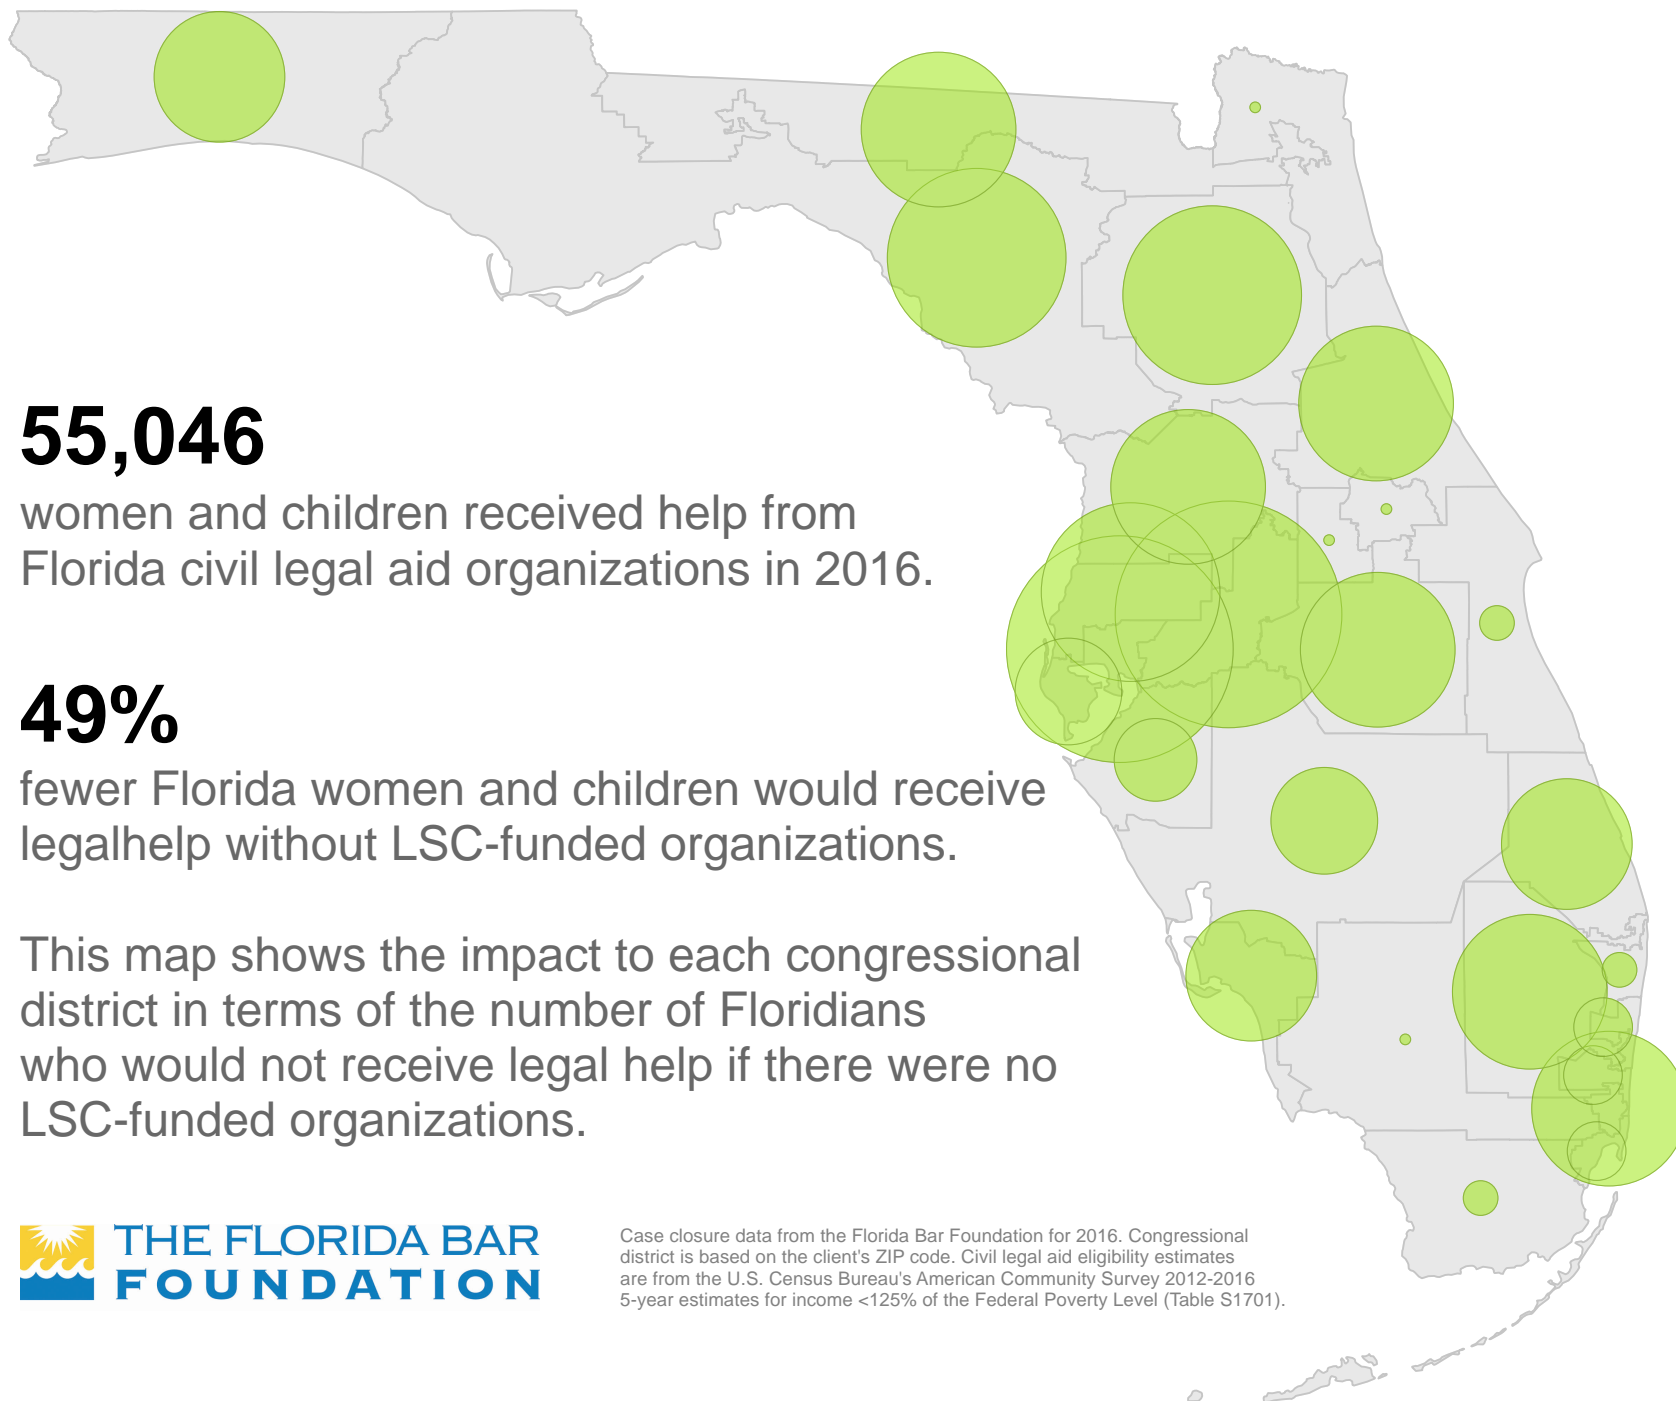 55,046
women and children received help from
Florida civil legal aid organizations in 2016.
49%
fewer Florida women and children would receive
legalhelp without LSC-funded organizations.
This map shows the impact to each congressional
district in terms of the number of Floridians
who would not receive legal help if there were no
LSC-funded organizations.
THE FLORIDA BAR
FOUNDATION
Case closure data from the Florida Bar Foundation for 2016. Congressional
district is based on the client's ZIP code. Civil legal aid eligibility estimates
are from the U.S. Census Bureau's American Community Survey 2012-2016
5-year estimates for income <125% of the Federal Poverty Level (Table S1701).